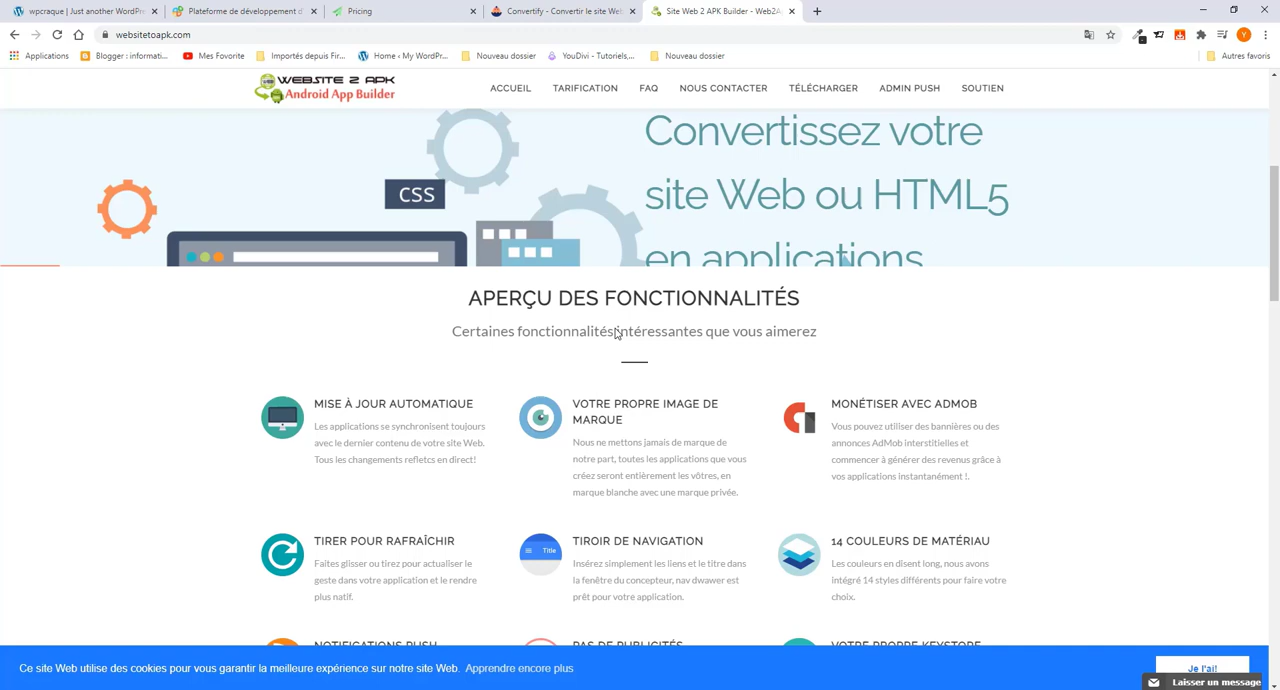 wpcraque | Just another WordPre
Plateforme de développement d
Pricing
Convertify - Convertir le site Web
Site Web 2 APK Builder - Web2A
websitetoapk.com
Applications
Blogger : informati...
Mes Favorite
Importés depuis Fir...
Home ‹ My WordPR...
Nouveau dossier
YouDivi - Tutoriels,...
Nouveau dossier
Autres favoris
WEBSITE 2 APK
Android App Builder
ACCUEIL
TARIFICATION
FAQ
NOUS CONTACTER
TÉLÉCHARGER
ADMIN PUSH
SOUTIEN
CSS
Convertissez votre
site Web ou HTML5
en applications
APERÇU DES FONCTIONNALITÉS
Certaines fonctionnalités intéressantes que vous aimerez
MISE À JOUR AUTOMATIQUE
Les applications se synchronisent toujours
avec le dernier contenu de votre site Web.
Tous les changements refletcs en direct!
VOTRE PROPRE IMAGE DE
MARQUE
Nous ne mettons jamais de marque de
notre part, toutes les applications que vous
créez seront entièrement les vôtres, en
marque blanche avec une marque privée.
MONÉTISER AVEC ADMOB
Vous pouvez utiliser des bannières ou des
annonces AdMob interstitielles et
commencer à générer des revenus grâce à
vos applications instantanément !.
TIRER POUR RAFRAÎCHIR
Faites glisser ou tirez pour actualiser le
geste dans votre application et le rendre
plus natif.
Title
TIROIR DE NAVIGATION
Insérez simplement les liens et le titre dans
la fenêtre du concepteur, nav dwawer est
prêt pour votre application.
14 COULEURS DE MATÉRIAU
Les couleurs en disent long, nous avons
intégré 14 styles différents pour faire votre
choix.
NOTIFICATIONS PUSH
PAS DE PUBLICITÉS
VOTRE PROPRE KEYSTORE
Ce site Web utilise des cookies pour vous garantir la meilleure expérience sur notre site Web. Apprendre encore plus
Je l'ai!
Laisser un message